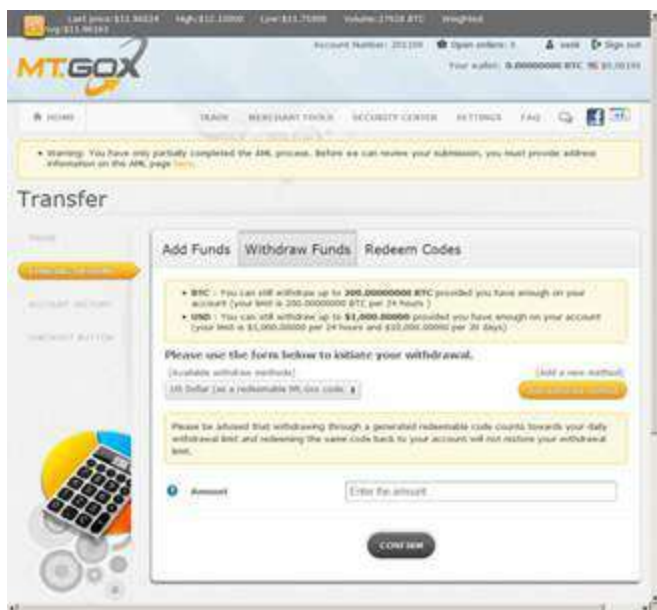 Last price:$11.96024 High:$12.10000 Low:$11.75000 Volume:27928 BTC Weighted
Avg:$11.96163
Account Number: Open orders: 0 Sign out
MT.GOX
Your wallet: 0.00000000 BTC
HOME TRADE MERCHANT TOOLS SECURITY CENTER SETTINGS FAQ
Warning: You have only partially completed the AML process. Before we can review your submission, you must provide address
information on the AML page here.
Transfer
Add Funds Withdraw Funds Redeem Codes
FUNDING OPTIONS
BTC : You can still withdraw up to 200.00000000 BTC provided you have enough on your
account (your limit is 200.00000000 BTC per 24 hours )
USD : You can still withdraw up to $1,000.00000 provided you have enough on your account
(your limit is $1,000.00000 per 24 hours and $10,000.00000 per 30 days)
ACCOUNT HISTORY
CHECKOUT BUTTON
Please use the form below to initiate your withdrawal.
(Available withdraw methods) (Add a new method)
US Dollar (as a redeemable Mt.Gox code
Please be advised that withdrawing through a generated redeemable code counts towards your daily
withdrawal limit and redeeming the same code back to your account will not restore your withdrawal
limit.
Amount Enter the amount
CONFIRM